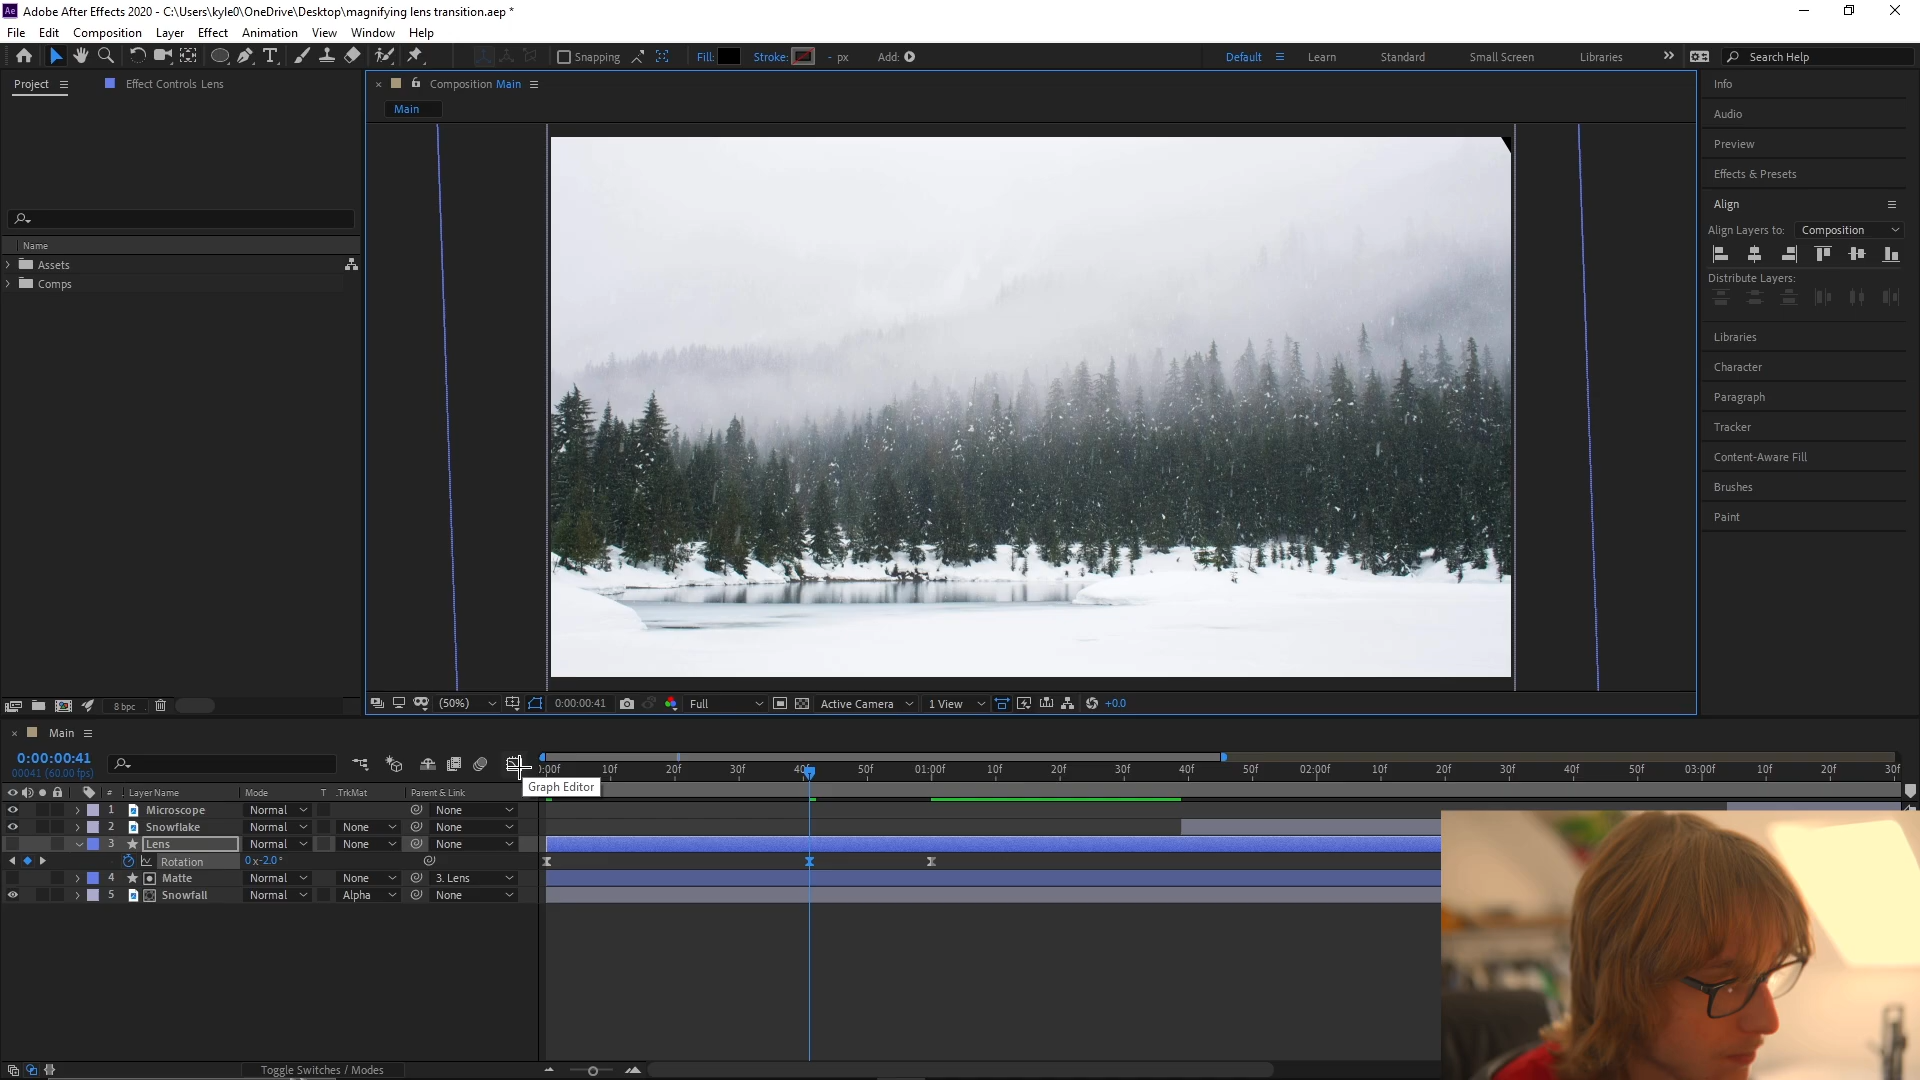 Ae Adobe After Effects 2020 - C:\Users\kyle0\OneDrive\Desktop\magnifying lens transition.aep *
File Edit Composition Layer Effect Animation View Window Help
Snapping Fill: Stroke: - px Add: Default Learn Standard Small Screen Libraries Search Help
Project Effect Controls Lens
Name
Assets
Comps
8 bpc
Composition Main
Main
(50%) 0:00:00:41 Full Active Camera 1 View +0.0
Info
Audio
Preview
Effects & Presets
Align
Align Layers to: Composition
Distribute Layers:
Libraries
Character
Paragraph
Tracker
Content-Aware Fill
Brushes
Paint
Main
0:00:00:41
00041 (60.00 fps)
Graph Editor
:00f 10f 20f 30f 40f 50f 01:00f 10f 20f 30f 40f 50f 02:00f 10f 20f 30f 40f 50f 03:00f 10f 20f 30f
# Layer Name Mode T .TrkMat Parent & Link
1 Microscope Normal None
2 Snowflake Normal None None
3 Lens Normal None None
Rotation 0x-2.0°
4 Matte Normal None 3. Lens
5 Snowfall Normal Alpha None
Toggle Switches / Modes